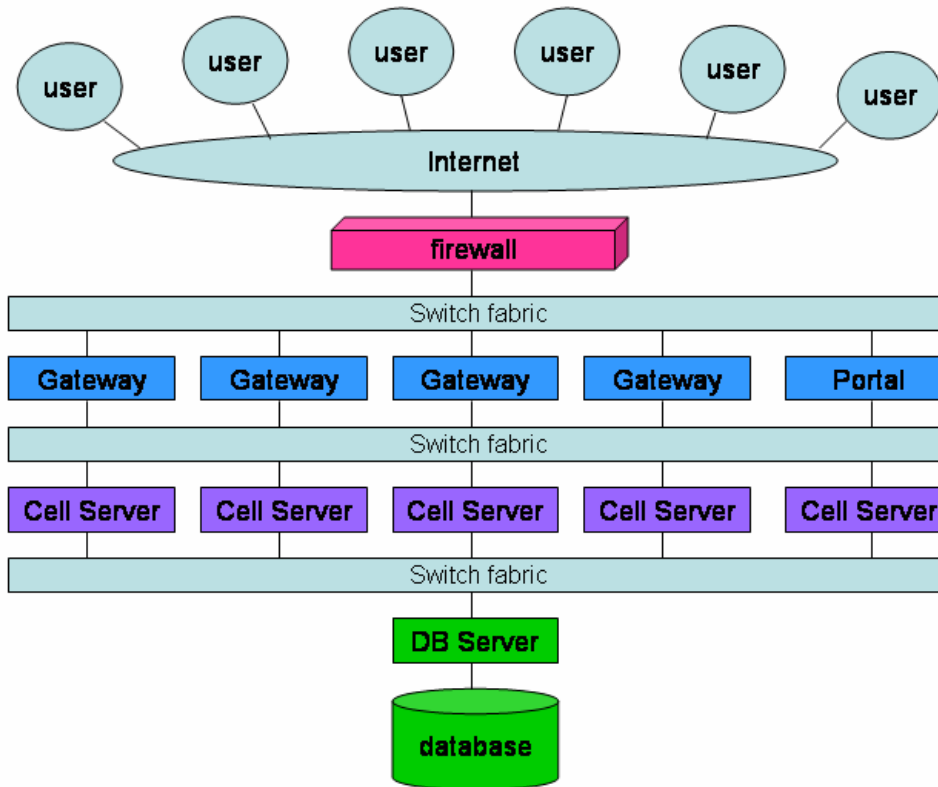 user
user
user
user
user
user
Internet
firewall
Switch fabric
Gateway
Gateway
Gateway
Gateway
Portal
Switch fabric
Cell Server
Cell Server
Cell Server
Cell Server
Cell Server
Switch fabric
DB Server
database